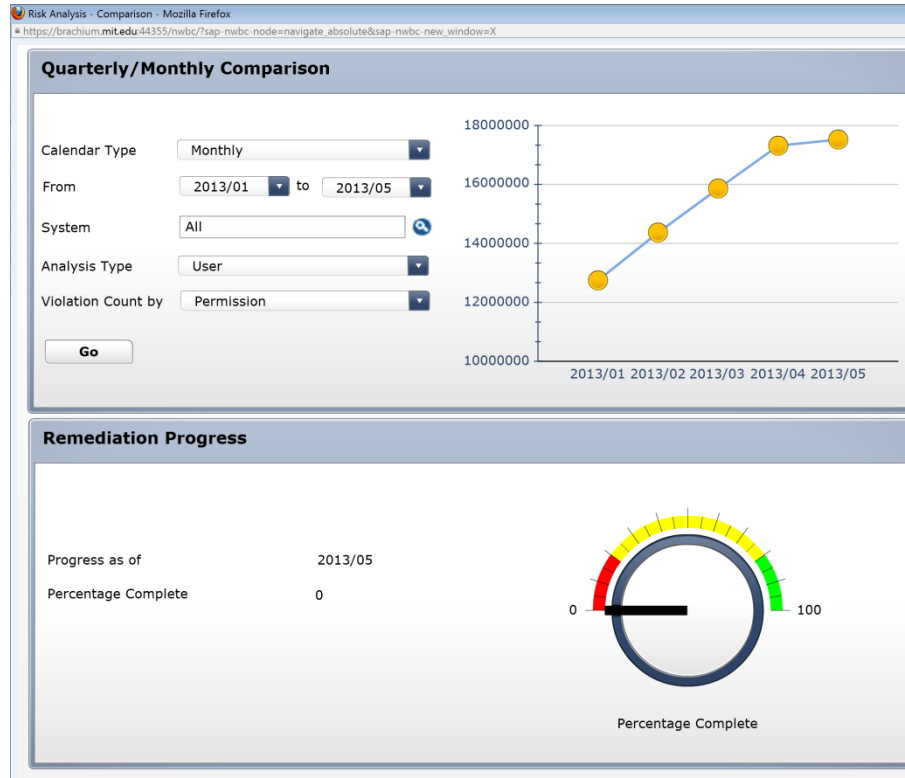 Risk Analysis - Comparison - Mozilla Firefox
https://brachium.mit.edu:44355/nwbc/?sap-nwbc-node=navigate_absolute&sap-nwbc-new_window=X
Quarterly/Monthly Comparison
Calendar Type Monthly
From 2013/01 to 2013/05
System All
Analysis Type User
Violation Count by Permission
Go
18000000
16000000
14000000
12000000
10000000
2013/01 2013/02 2013/03 2013/04 2013/05
Remediation Progress
Progress as of 2013/05
Percentage Complete 0
0 100
Percentage Complete